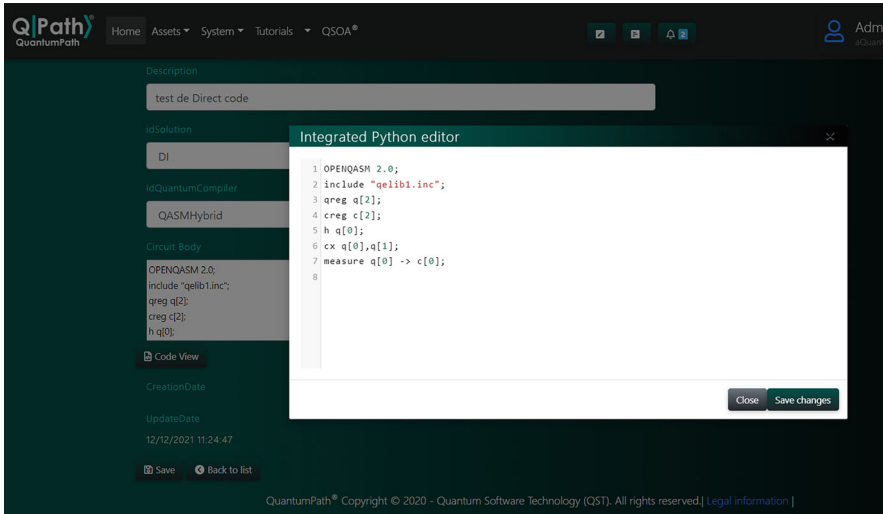 Q|Path⟩
QuantumPath
Home Assets System Tutorials QSOA®
2
Adm
aQuant
Description
test de Direct code
idSolution
DI
idQuantumCompiler
QASMHybrid
Circuit Body
OPENQASM 2.0;
include "qelib1.inc";
qreg q[2];
creg c[2];
h q[0];
Code View
CreationDate
UpdateDate
12/12/2021 11:24:47
Save Back to list
Integrated Python editor
1 OPENQASM 2.0;
2 include "qelib1.inc";
3 qreg q[2];
4 creg c[2];
5 h q[0];
6 cx q[0],q[1];
7 measure q[0] -> c[0];
8
Close Save changes
QuantumPath® Copyright © 2020 - Quantum Software Technology (QST). All rights reserved.| Legal information |